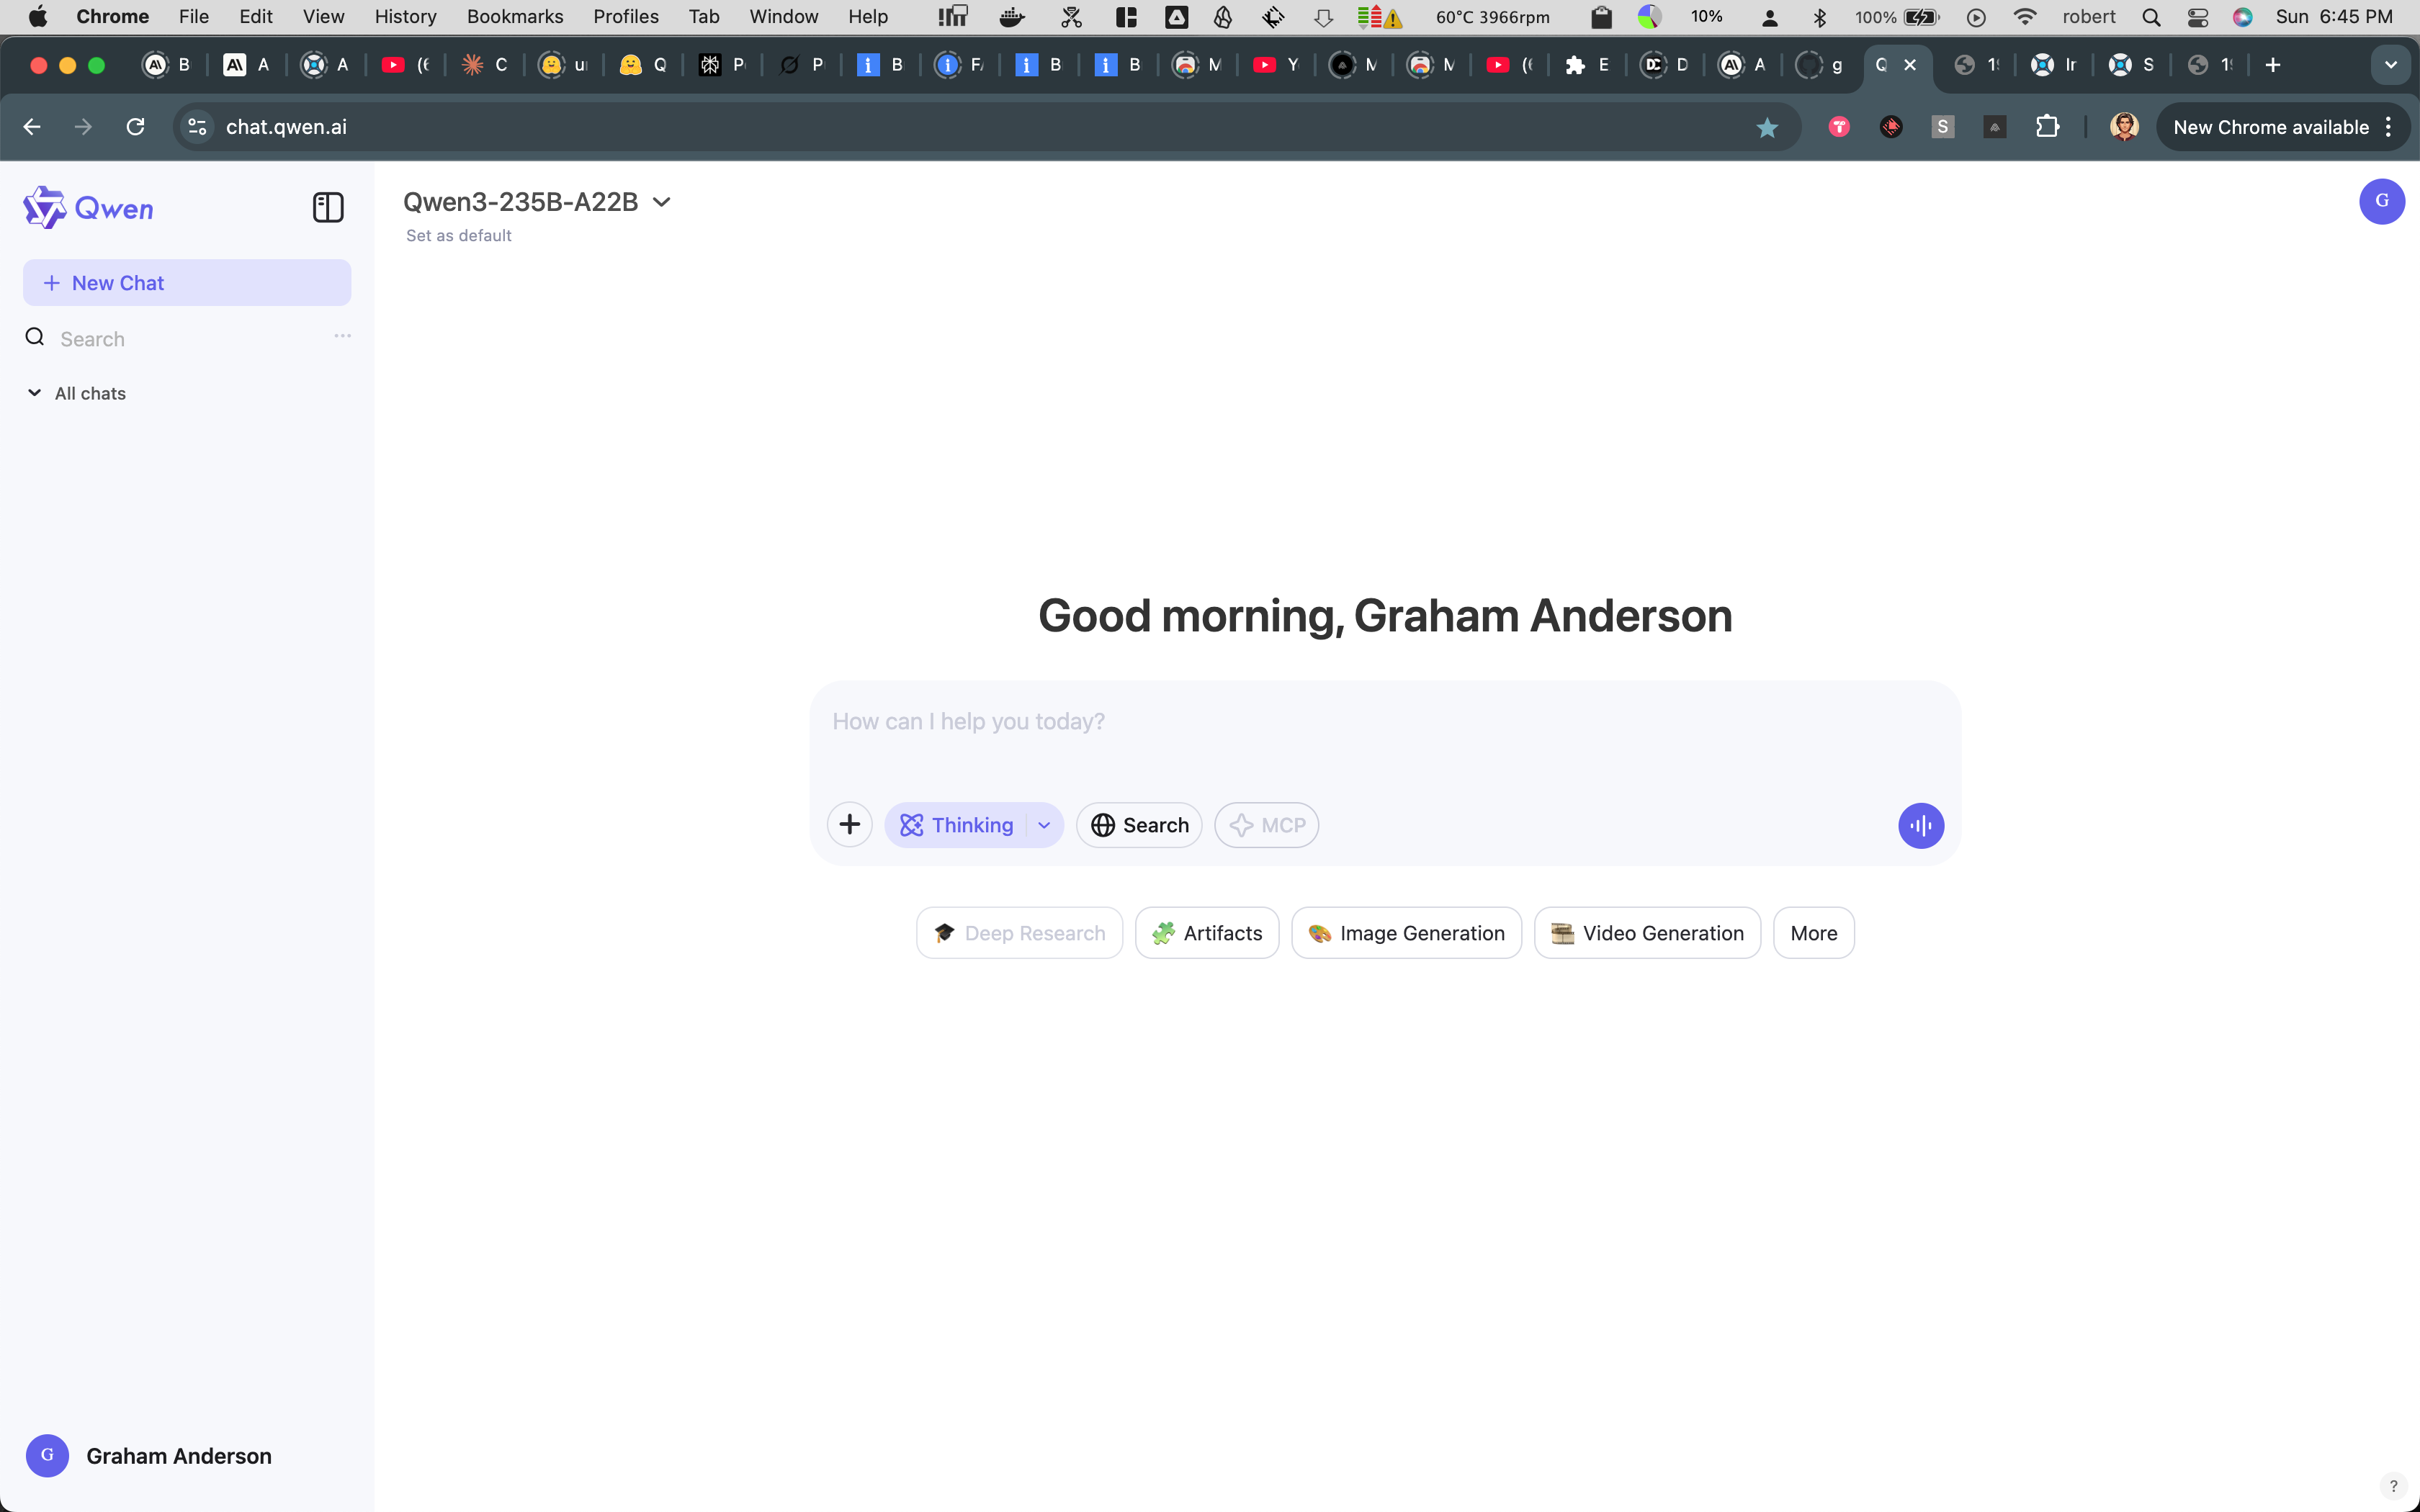 Chrome File Edit View History Bookmarks Profiles Tab Window Help 60°C 3966rpm 10% 100% robert Sun 6:45 PM
B A A C u Q P P B F B B M Y M M E D A g Q Ir S
chat.qwen.ai S New Chrome available
Qwen
Qwen3-235B-A22B
G
Set as default
+ New Chat
Search ...
All chats
Good morning, Graham Anderson
How can I help you today?
Thinking Search MCP
Deep Research Artifacts Image Generation Video Generation More
G Graham Anderson
?